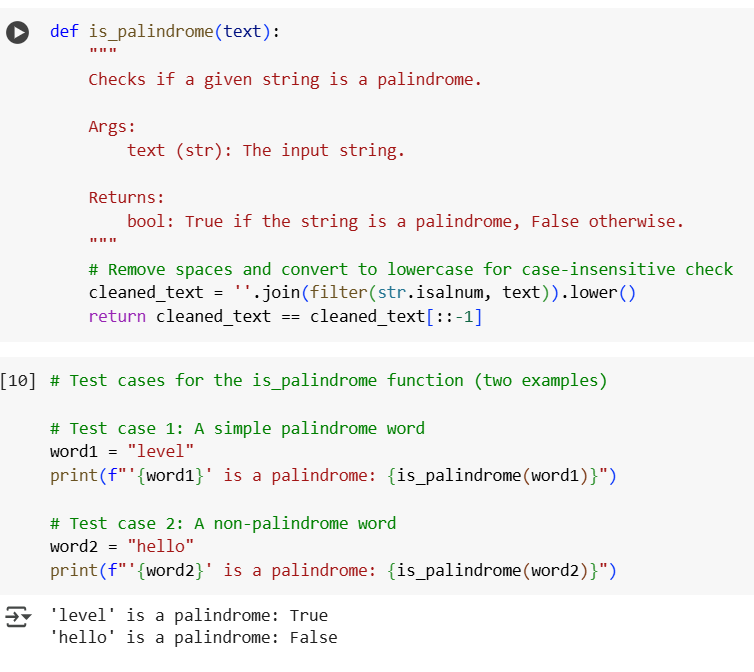 def is_palindrome(text):
    """
    Checks if a given string is a palindrome.

    Args:
        text (str): The input string.

    Returns:
        bool: True if the string is a palindrome, False otherwise.
    """
    # Remove spaces and convert to lowercase for case-insensitive check
    cleaned_text = ''.join(filter(str.isalnum, text)).lower()
    return cleaned_text == cleaned_text[::-1]
[10] # Test cases for the is_palindrome function (two examples)

# Test case 1: A simple palindrome word
word1 = "level"
print(f"'{word1}' is a palindrome: {is_palindrome(word1)}")

# Test case 2: A non-palindrome word
word2 = "hello"
print(f"'{word2}' is a palindrome: {is_palindrome(word2)}")
'level' is a palindrome: True
'hello' is a palindrome: False